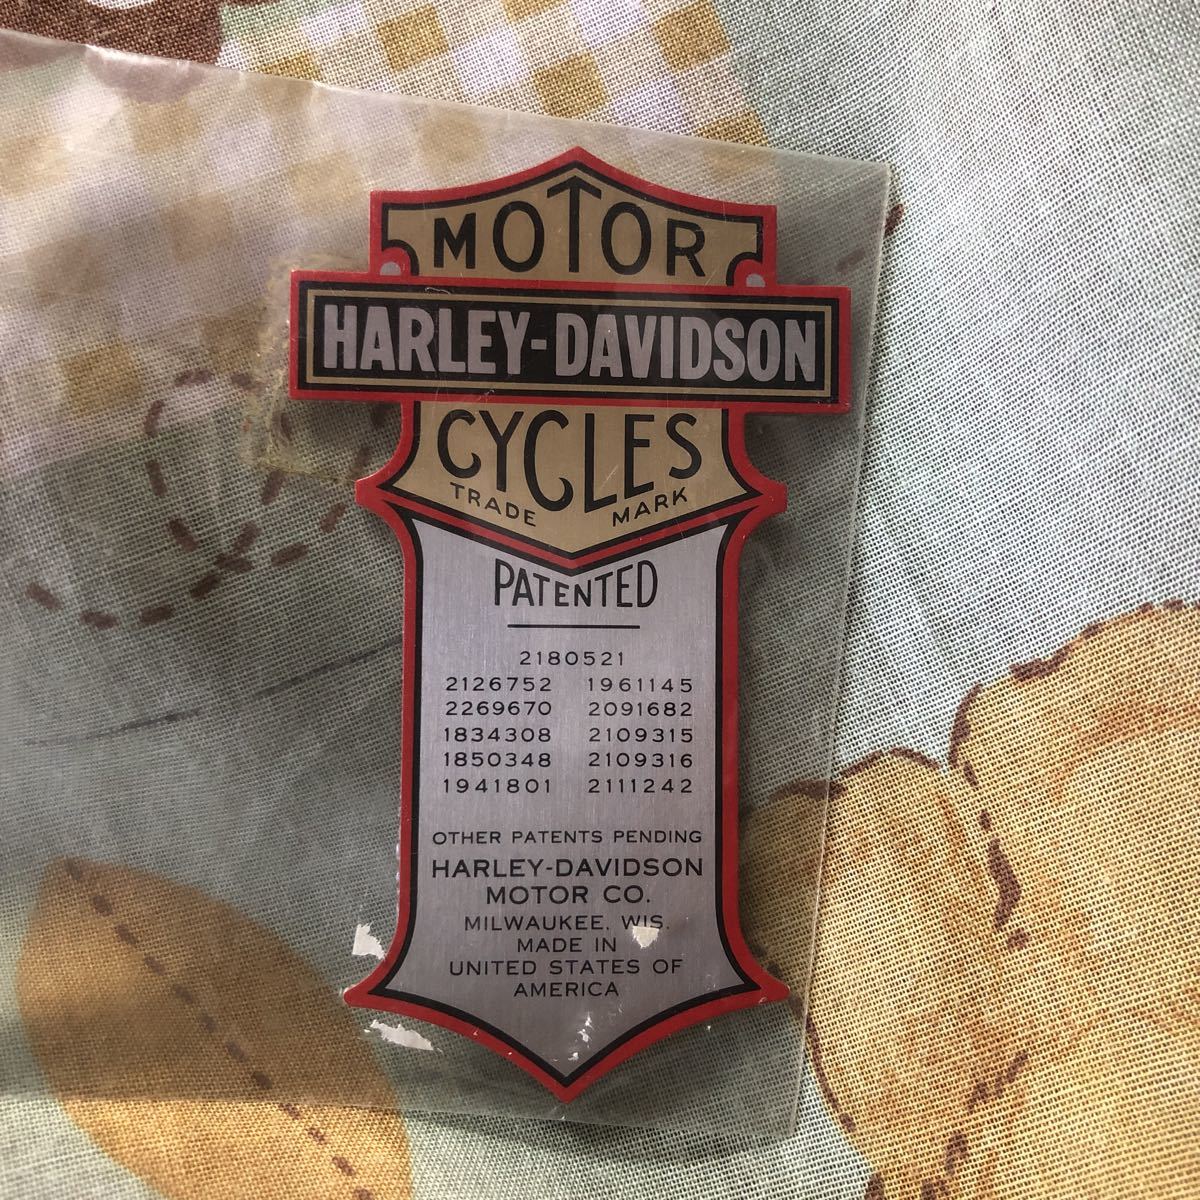 MOTOR
HARLEY-DAVIDSON
CYCLES
TRADE MARK
PATENTED
2180521
2126752 1961145
2269670 2091682
1834308 2109315
1850348 2109316
1941801 2111242
OTHER PATENTS PENDING
HARLEY-DAVIDSON
MOTOR CO.
MILWAUKEE, WIS.
MADE IN
UNITED STATES OF
AMERICA